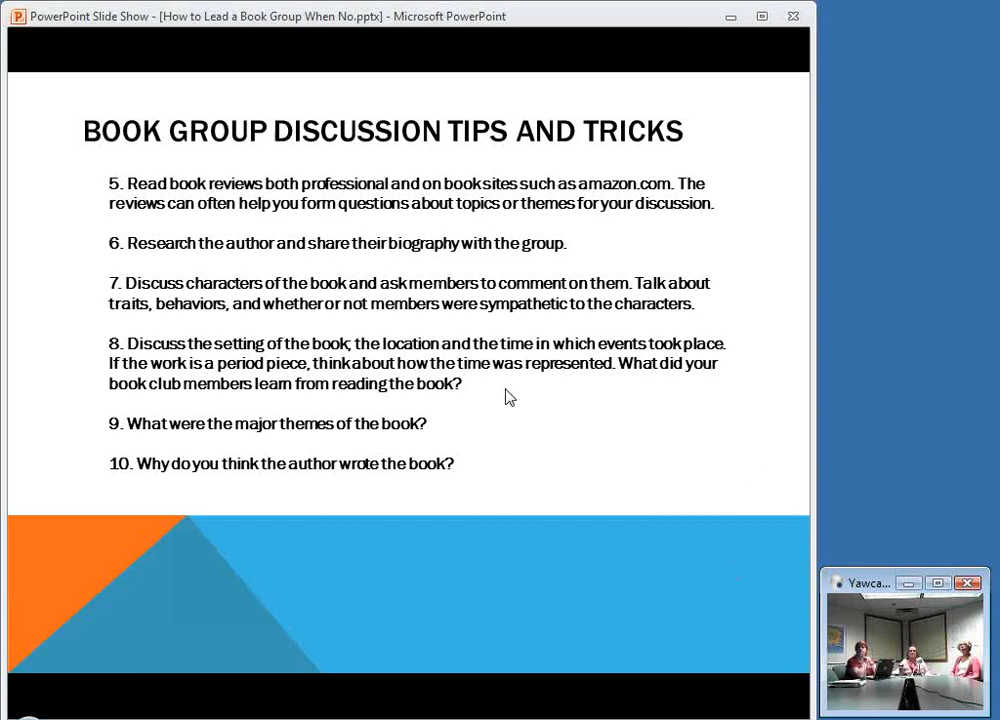 PowerPoint Slide Show - [How to Lead a Book Group When No.pptx] - Microsoft PowerPoint
BOOK GROUP DISCUSSION TIPS AND TRICKS
5. Read book reviews both professional and on book sites such as amazon.com. The
reviews can often help you form questions about topics or themes for your discussion.
6. Research the author and share their biography with the group.
7. Discuss characters of the book and ask members to comment on them. Talk about
traits, behaviors, and whether or not members were sympathetic to the characters.
8. Discuss the setting of the book; the location and the time in which events took place.
If the work is a period piece, think about how the time was represented. What did your
book club members learn from reading the book?
9. What were the major themes of the book?
10. Why do you think the author wrote the book?
Yawca...